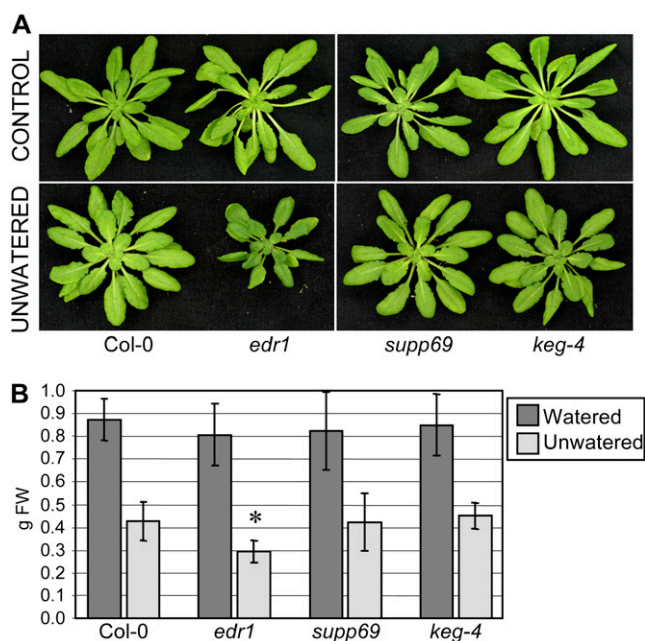 A
CONTROL
UNWATERED
Col-0
edr1
supp69
keg-4
B
g FW
1.0
0.9
0.8
0.7
0.6
0.5
0.4
0.3
0.2
0.1
0.0
*
Watered
Unwatered
Col-0
edr1
supp69
keg-4